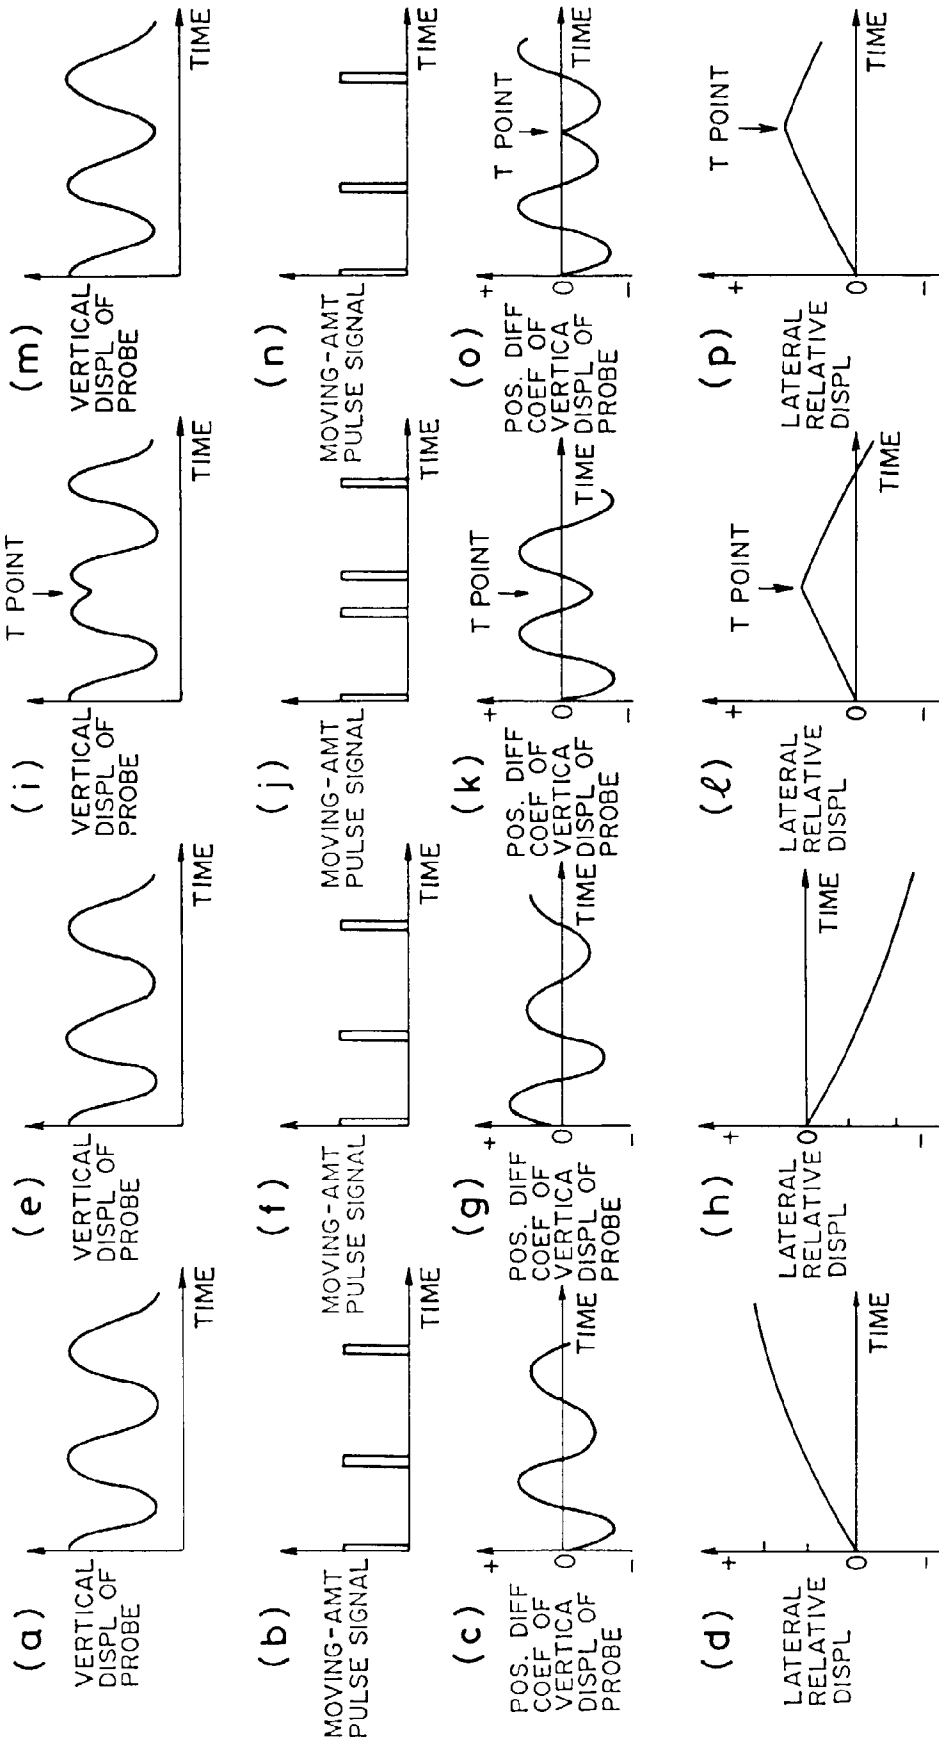 (a)
VERTICAL
DISPL OF
PROBE
TIME
(b)
MOVING-AMT
PULSE SIGNAL
TIME
(c)
POS. DIFF
COEF OF
VERTICA
DISPL OF
PROBE
+
0
-
TIME
(d)
LATERAL
RELATIVE
DISPL
+
0
-
TIME
(e)
VERTICAL
DISPL OF
PROBE
TIME
(f)
MOVING-AMT
PULSE SIGNAL
TIME
(g)
POS. DIFF
COEF OF
VERTICA
DISPL OF
PROBE
+
0
-
TIME
(h)
LATERAL
RELATIVE
DISPL
+
0
-
TIME
(i)
VERTICAL
DISPL OF
PROBE
T POINT
TIME
(j)
MOVING-AMT
PULSE SIGNAL
TIME
(k)
POS. DIFF
COEF OF
VERTICA
DISPL OF
PROBE
+
0
-
T POINT
TIME
(ℓ)
LATERAL
RELATIVE
DISPL
+
0
-
T POINT
TIME
(m)
VERTICAL
DISPL OF
PROBE
TIME
(n)
MOVING-AMT
PULSE SIGNAL
TIME
(o)
POS. DIFF
COEF OF
VERTICA
DISPL OF
PROBE
+
0
-
T POINT
TIME
(p)
LATERAL
RELATIVE
DISPL
+
0
-
T POINT
TIME